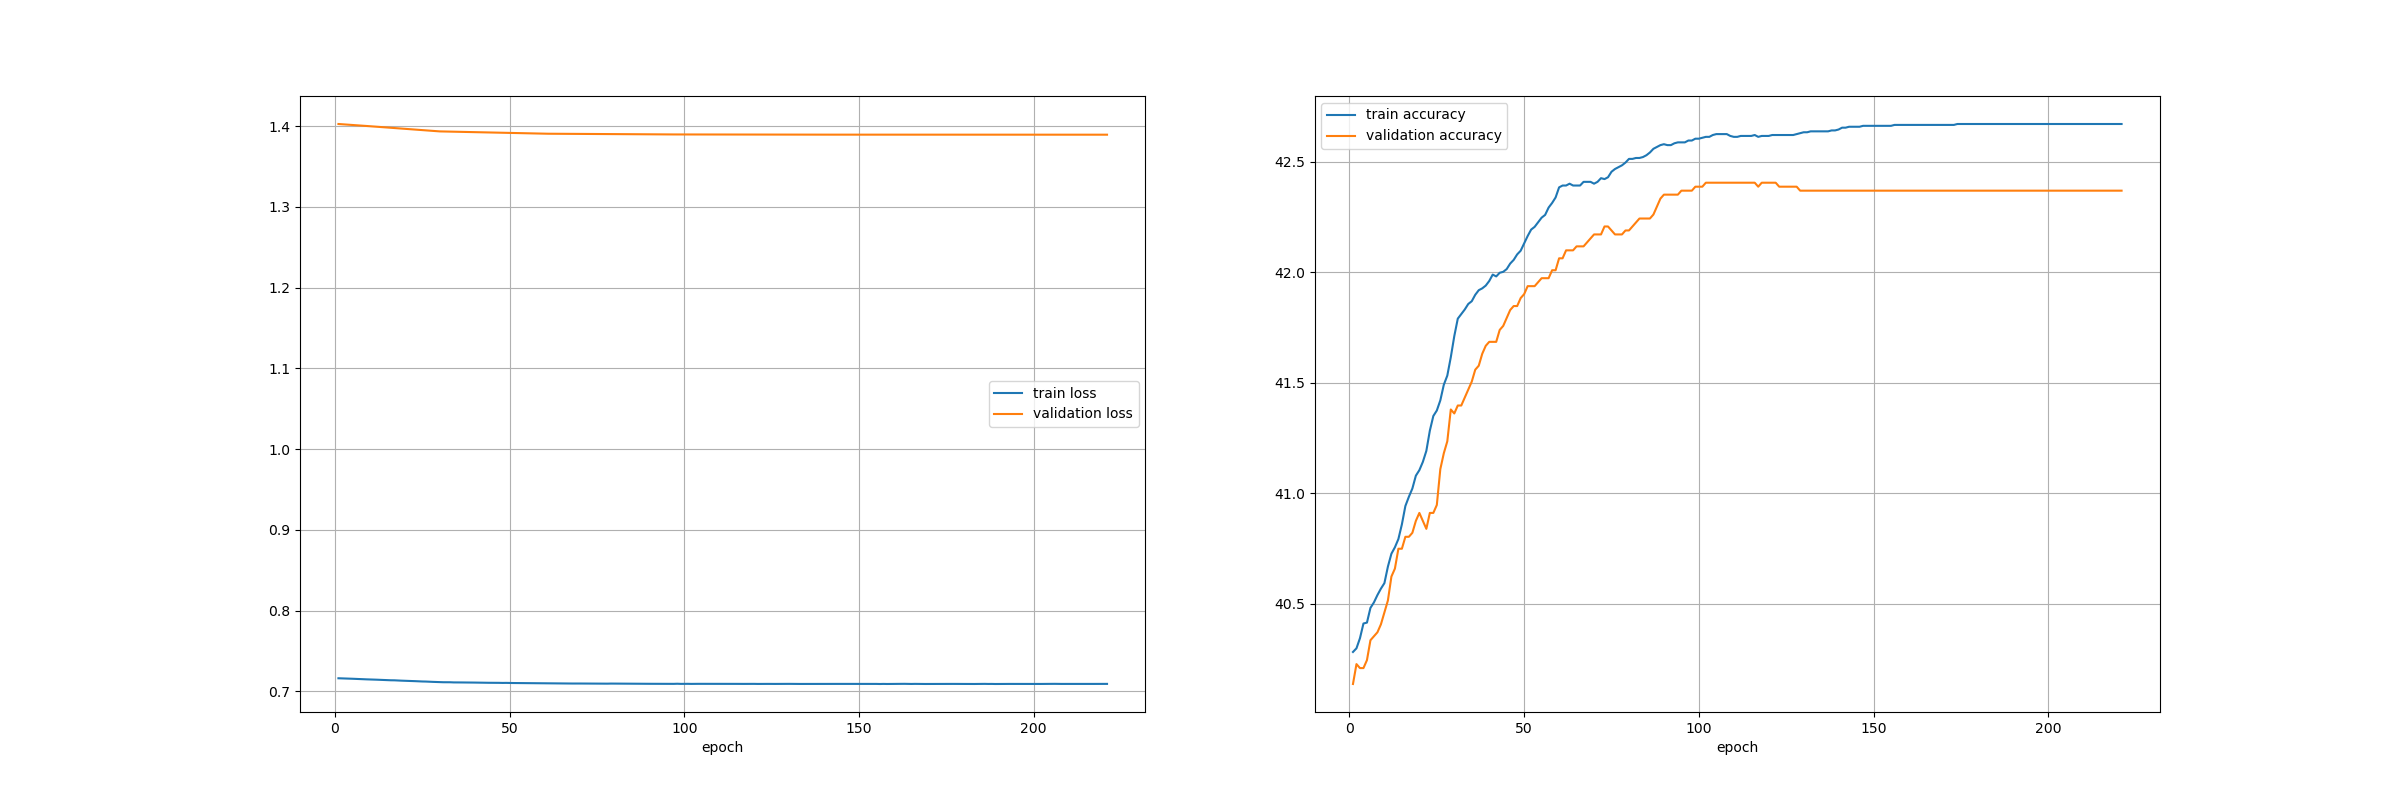 1.4
1.3
1.2
1.1
1.0
0.9
0.8
0.7
train loss
validation loss
0 50 100 150 200
epoch
train accuracy
validation accuracy
42.5
42.0
41.5
41.0
40.5
0 50 100 150 200
epoch